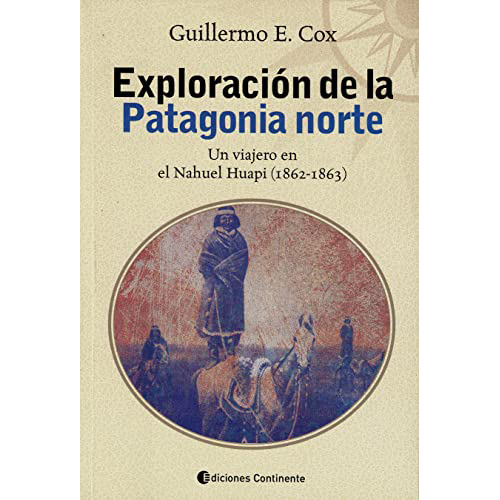 Guillermo E. Cox
Exploración de la
Patagonia norte
Un viajero en
el Nahuel Huapi (1862-1863)
Ediciones Continente